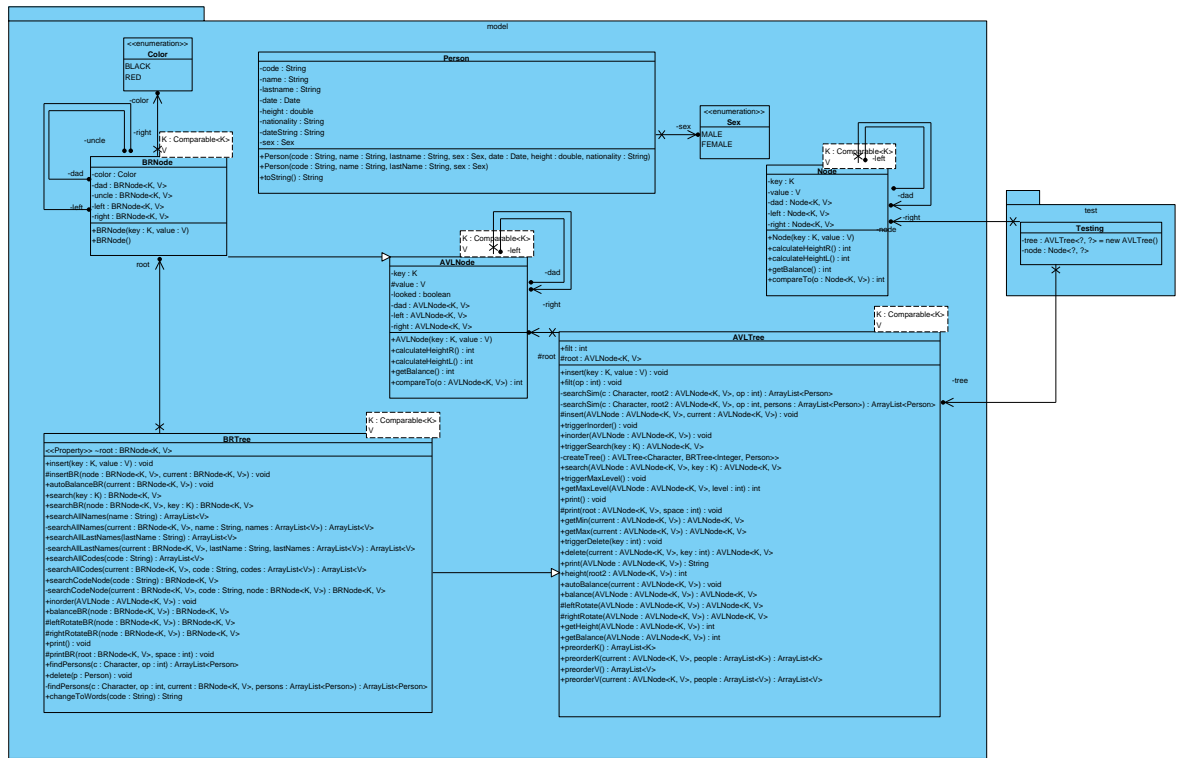 model
<<enumeration>>
Color
BLACK
RED
-color
-right
-uncle
-dad
-left
K : Comparable<K>
V
BRNode
-color : Color
-dad : BRNode<K, V>
-uncle : BRNode<K, V>
-left : BRNode<K, V>
-right : BRNode<K, V>
+BRNode(key : K, value : V)
+BRNode()
root
Person
-code : String
-name : String
-lastname : String
-date : Date
-height : double
-nationality : String
-dateString : String
-sex : Sex
+Person(code : String, name : String, lastname : String, sex : Sex, date : Date, height : double, nationality : String)
+Person(code : String, name : String, lastName : String, sex : Sex)
+toString() : String
-sex
<<enumeration>>
Sex
MALE
FEMALE
K : Comparable<K>
V
-left
Node
-key : K
-value : V
-dad : Node<K, V>
-left : Node<K, V>
-right : Node<K, V>
+Node(key : K, value : V)
+calculateHeightR() : int
+calculateHeightL() : int
+getBalance() : int
+compareTo(o : Node<K, V>) : int
-dad
-right
-node
test
Testing
-tree : AVLTree<?, ?> = new AVLTree()
-node : Node<?, ?>
K : Comparable<K>
V
-left
AVLNode
-key : K
#value : V
-looked : boolean
-dad : AVLNode<K, V>
-left : AVLNode<K, V>
-right : AVLNode<K, V>
+AVLNode(key : K, value : V)
+calculateHeightR() : int
+calculateHeightL() : int
+getBalance() : int
+compareTo(o : AVLNode<K, V>) : int
-dad
-right
#root
K : Comparable<K>
V
AVLTree
+filt : int
#root : AVLNode<K, V>
+insert(key : K, value : V) : void
+filt(op : int) : void
-searchSim(c : Character, root2 : AVLNode<K, V>, op : int) : ArrayList<Person>
-searchSim(c : Character, root2 : AVLNode<K, V>, op : int, persons : ArrayList<Person>) : ArrayList<Person>
#insert(AVLNode : AVLNode<K, V>, current : AVLNode<K, V>) : void
+triggerInorder() : void
+inorder(AVLNode : AVLNode<K, V>) : void
+triggerSearch(key : K) : AVLNode<K, V>
-createTree() : AVLTree<Character, BRTree<Integer, Person>>
+search(AVLNode : AVLNode<K, V>, key : K) : AVLNode<K, V>
+triggerMaxLevel() : void
+getMaxLevel(AVLNode : AVLNode<K, V>, level : int) : int
+print() : void
#print(root : AVLNode<K, V>, space : int) : void
+getMin(current : AVLNode<K, V>) : AVLNode<K, V>
+getMax(current : AVLNode<K, V>) : AVLNode<K, V>
+triggerDelete(key : int) : void
+delete(current : AVLNode<K, V>, key : int) : AVLNode<K, V>
+print(AVLNode : AVLNode<K, V>) : String
+height(root2 : AVLNode<K, V>) : int
+autoBalance(current : AVLNode<K, V>) : void
+balance(AVLNode : AVLNode<K, V>) : AVLNode<K, V>
#leftRotate(AVLNode : AVLNode<K, V>) : AVLNode<K, V>
#rightRotate(AVLNode : AVLNode<K, V>) : AVLNode<K, V>
+getHeight(AVLNode : AVLNode<K, V>) : int
+getBalance(AVLNode : AVLNode<K, V>) : int
+preorderK() : ArrayList<K>
+preorderK(current : AVLNode<K, V>, people : ArrayList<K>) : ArrayList<K>
+preorderV() : ArrayList<V>
+preorderV(current : AVLNode<K, V>, people : ArrayList<V>) : ArrayList<V>
-tree
K : Comparable<K>
V
BRTree
<<Property>> ~root : BRNode<K, V>
+insert(key : K, value : V) : void
#insertBR(node : BRNode<K, V>, current : BRNode<K, V>) : void
+autoBalanceBR(current : BRNode<K, V>) : void
+search(key : K) : BRNode<K, V>
+searchBR(node : BRNode<K, V>, key : K) : BRNode<K, V>
+searchAllNames(name : String) : ArrayList<V>
-searchAllNames(current : BRNode<K, V>, name : String, names : ArrayList<V>) : ArrayList<V>
+searchAllLastNames(lastName : String) : ArrayList<V>
-searchAllLastNames(current : BRNode<K, V>, lastName : String, lastNames : ArrayList<V>) : ArrayList<V>
+searchAllCodes(code : String) : ArrayList<V>
-searchAllCodes(current : BRNode<K, V>, code : String, codes : ArrayList<V>) : ArrayList<V>
+searchCodeNode(code : String) : BRNode<K, V>
-searchCodeNode(current : BRNode<K, V>, code : String, node : BRNode<K, V>) : BRNode<K, V>
+inorder(AVLNode : AVLNode<K, V>) : void
+balanceBR(node : BRNode<K, V>) : BRNode<K, V>
#leftRotateBR(node : BRNode<K, V>) : BRNode<K, V>
#rightRotateBR(node : BRNode<K, V>) : BRNode<K, V>
+print() : void
#printBR(root : BRNode<K, V>, space : int) : void
+findPersons(c : Character, op : int) : ArrayList<Person>
+delete(p : Person) : void
-findPersons(c : Character, op : int, current : BRNode<K, V>, persons : ArrayList<Person>) : ArrayList<Person>
+changeToWords(code : String) : String